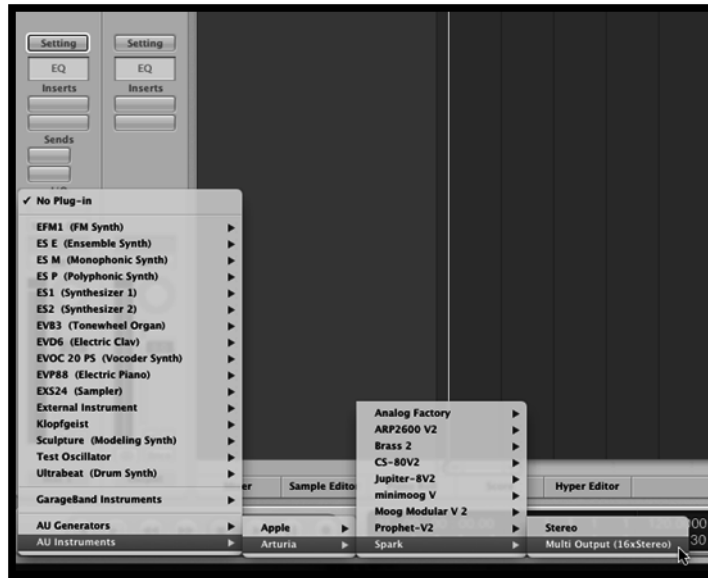 Setting
Setting
EQ
EQ
Inserts
Inserts
Sends
✓ No Plug-in
EFM1 (FM Synth)
ES E (Ensemble Synth)
ES M (Monophonic Synth)
ES P (Polyphonic Synth)
ES1 (Synthesizer 1)
ES2 (Synthesizer 2)
EVB3 (Tonewheel Organ)
EVD6 (Electric Clav)
EVOC 20 PS (Vocoder Synth)
EVP88 (Electric Piano)
EXS24 (Sampler)
External Instrument
Klopfgeist
Sculpture (Modeling Synth)
Test Oscillator
Ultrabeat (Drum Synth)
GarageBand Instruments
AU Generators
AU Instruments
Apple
Arturia
Analog Factory
ARP2600 V2
Brass 2
CS-80V2
Jupiter-8V2
minimoog V
Moog Modular V 2
Prophet-V2
Spark
Stereo
Multi Output (16xStereo)
Sample Editor
Hyper Editor